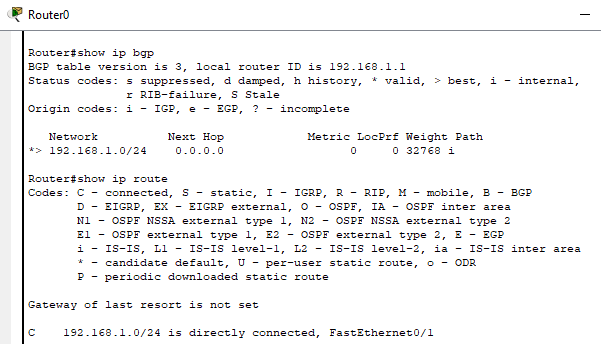 Router0
Router#show ip bgp
BGP table version is 3, local router ID is 192.168.1.1
Status codes: s suppressed, d damped, h history, * valid, > best, i - internal,
              r RIB-failure, S Stale
Origin codes: i - IGP, e - EGP, ? - incomplete
   Network          Next Hop            Metric LocPrf Weight Path
*> 192.168.1.0/24    0.0.0.0                  0     0 32768 i
Router#show ip route
Codes: C - connected, S - static, I - IGRP, R - RIP, M - mobile, B - BGP
       D - EIGRP, EX - EIGRP external, O - OSPF, IA - OSPF inter area
       N1 - OSPF NSSA external type 1, N2 - OSPF NSSA external type 2
       E1 - OSPF external type 1, E2 - OSPF external type 2, E - EGP
       i - IS-IS, L1 - IS-IS level-1, L2 - IS-IS level-2, ia - IS-IS inter area
       * - candidate default, U - per-user static route, o - ODR
       P - periodic downloaded static route
Gateway of last resort is not set
C    192.168.1.0/24 is directly connected, FastEthernet0/1